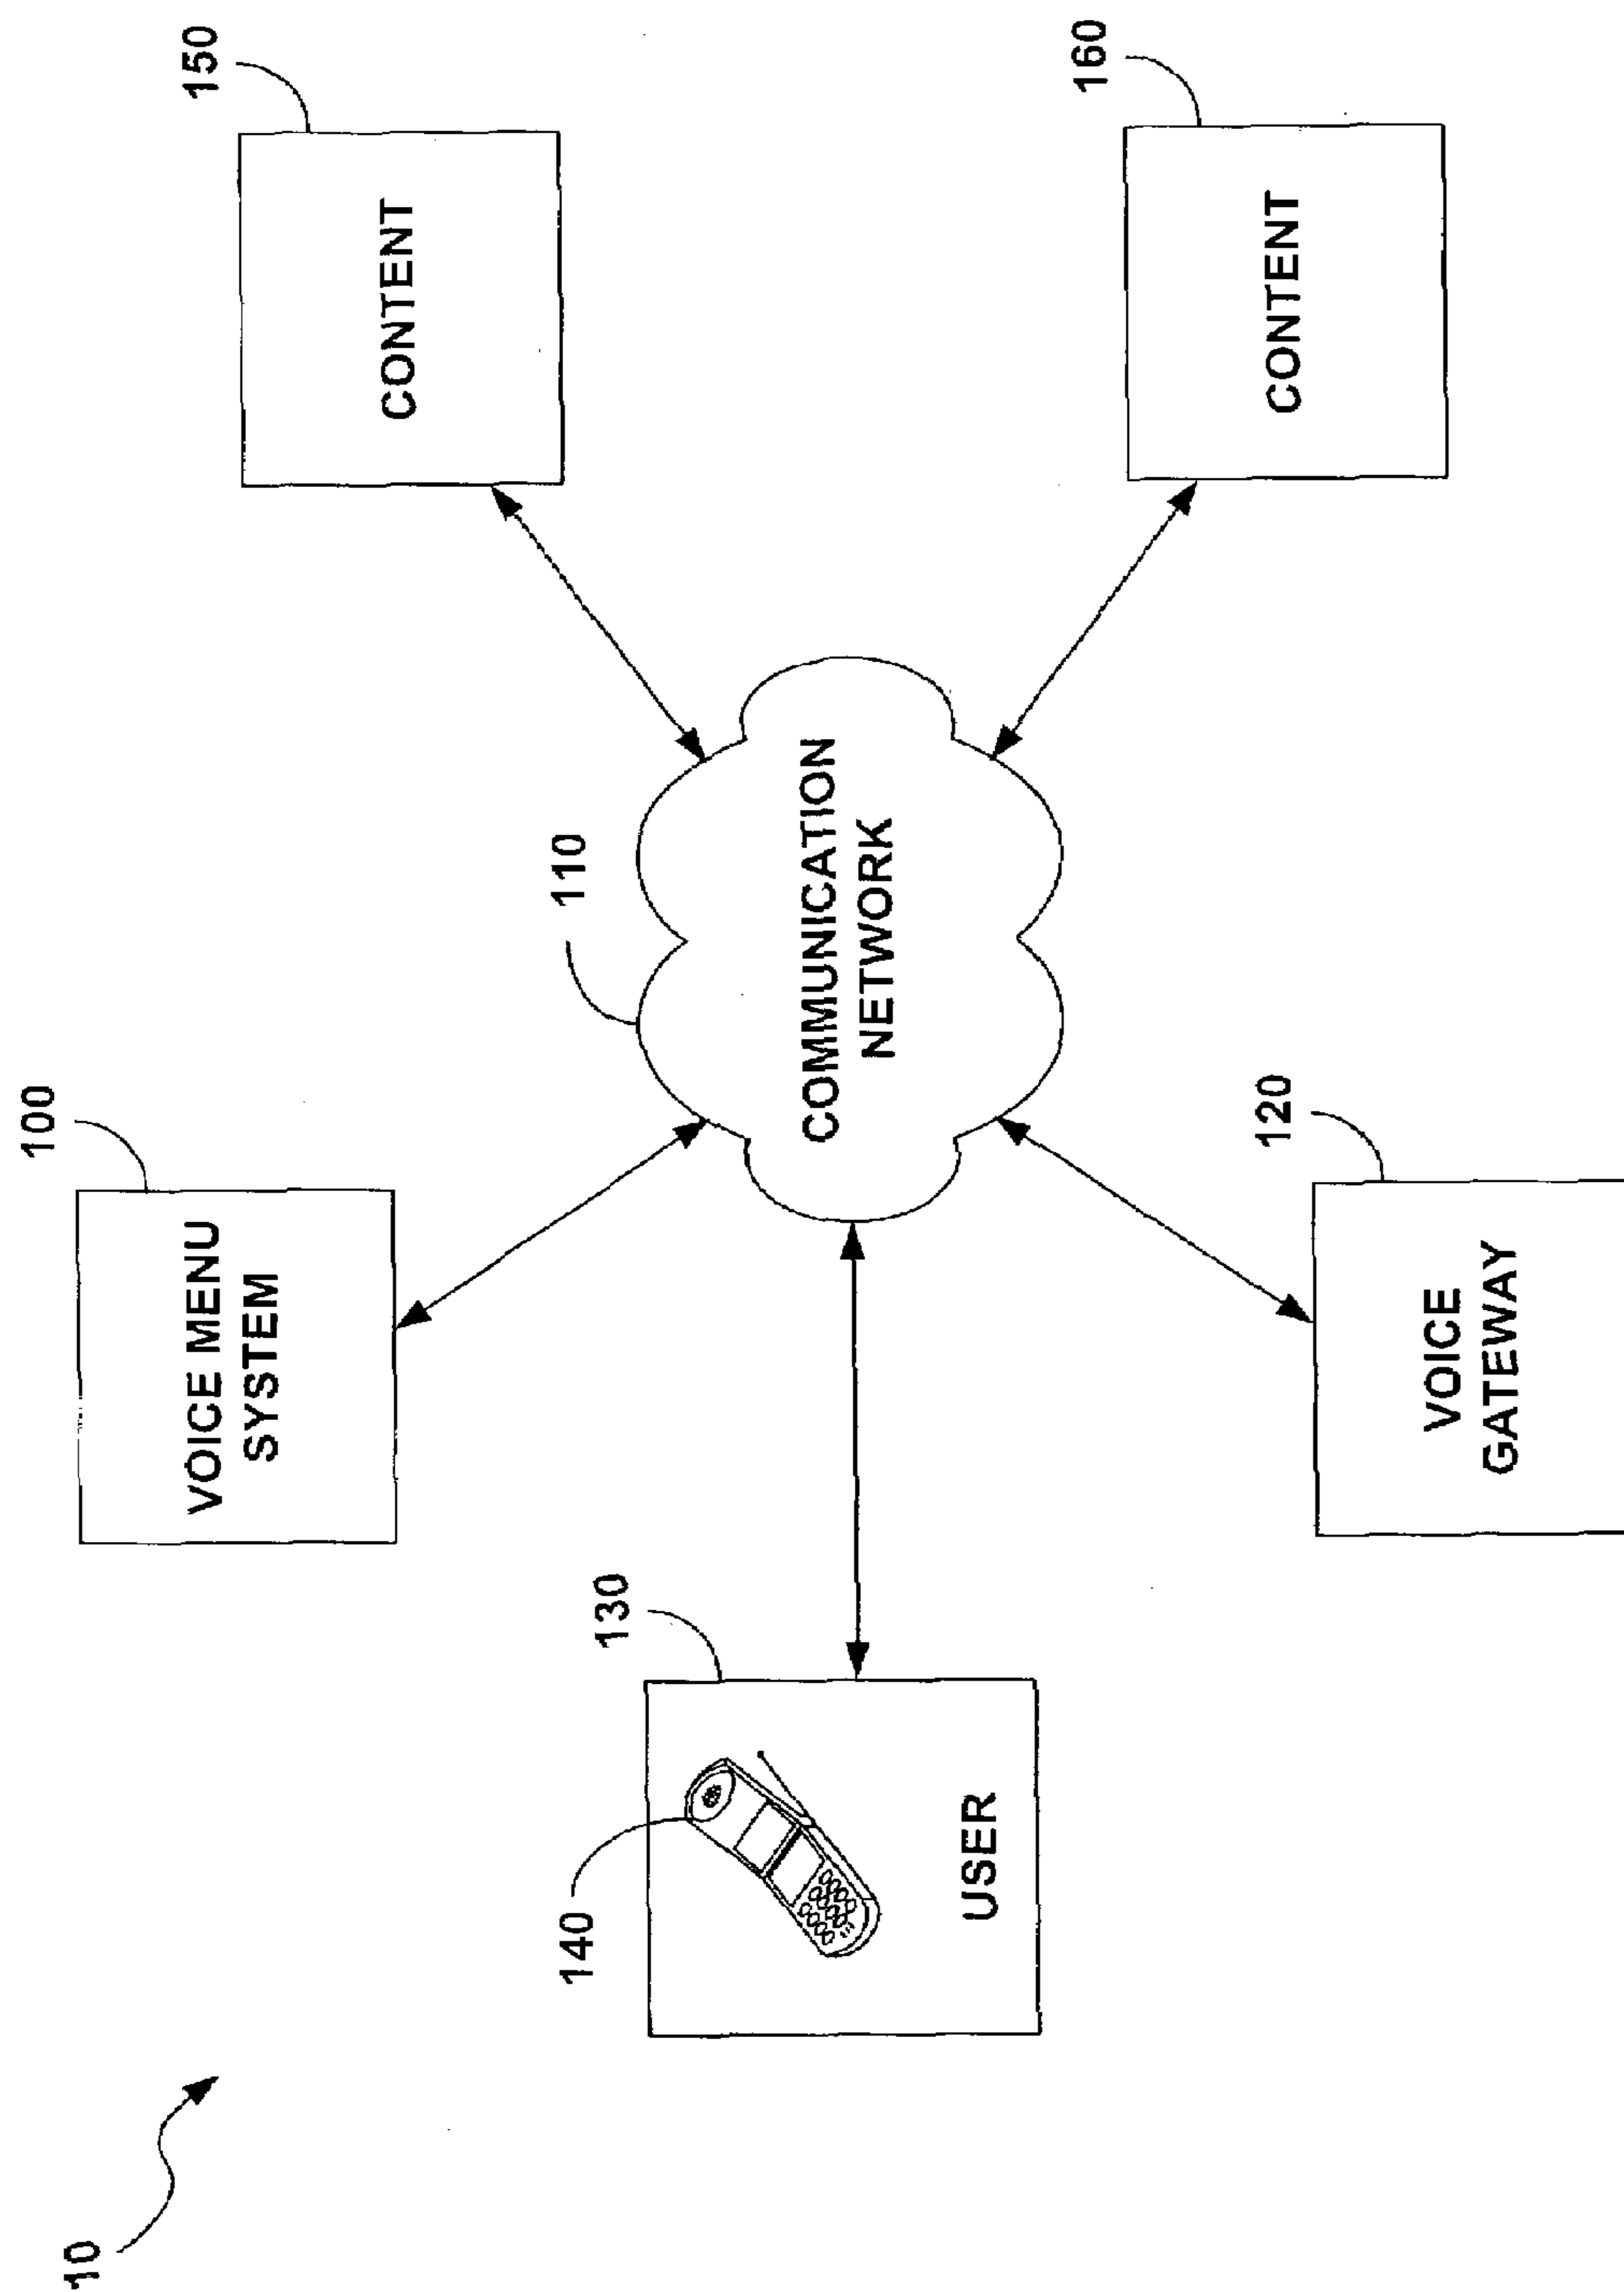 10
100
VOICE MENU
SYSTEM
150
CONTENT
110
COMMUNICATION
NETWORK
130
140
USER
120
VOICE
GATEWAY
160
CONTENT